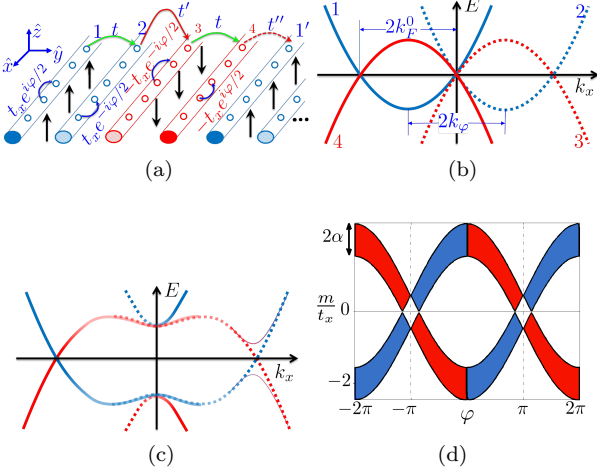 ẑ
ŷ
x̂
1 t 2 t' 3 t 4 t'' 1'
t_x e^{iφ/2}
t_x e^{-iφ/2}
-t_x e^{-iφ/2}
-t_x e^{iφ/2}
...
(a)
1 E 2
2k_F^0
k_x
2k_φ
4 3
(b)
E
k_x
(c)
2α
m/t_x
0
-2
-2π -π φ π 2π
(d)